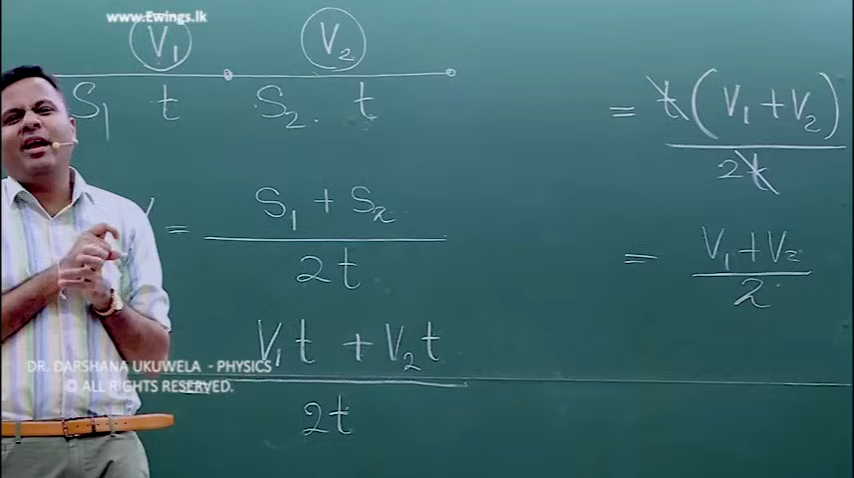 www.Ewings.lk
V₁ V₂
S₁ t S₂. t
= S₁ + S₂ / 2t
V₁t + V₂t / 2t
= t(V₁+V₂) / 2t
= V₁+V₂ / 2
DR. DARSHANA UKUWELA - PHYSICS
© ALL RIGHTS RESERVED.